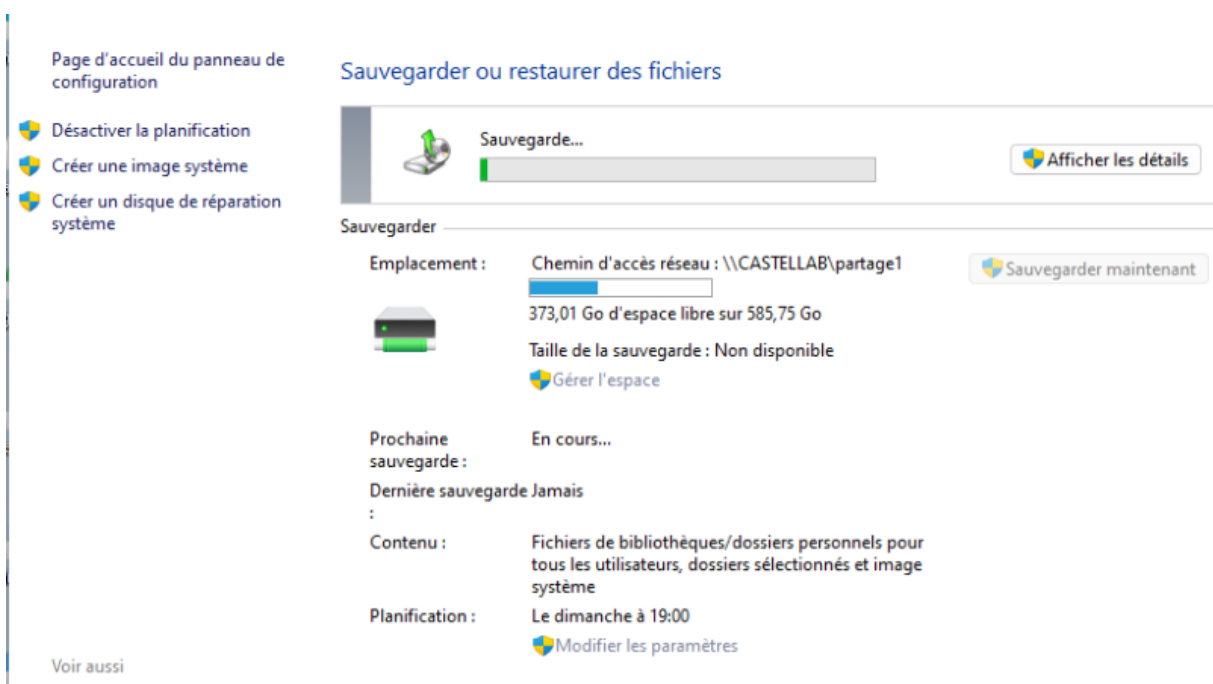 Page d'accueil du panneau de
configuration
Désactiver la planification
Créer une image système
Créer un disque de réparation
système
Voir aussi
Sauvegarder ou restaurer des fichiers
Sauvegarde...
Afficher les détails
Sauvegarder
Emplacement :
Chemin d'accès réseau : \\CASTELLAB\partage1
Sauvegarder maintenant
373,01 Go d'espace libre sur 585,75 Go
Taille de la sauvegarde : Non disponible
Gérer l'espace
Prochaine
sauvegarde :
En cours...
Dernière sauvegarde
:
Jamais
Contenu :
Fichiers de bibliothèques/dossiers personnels pour
tous les utilisateurs, dossiers sélectionnés et image
système
Planification :
Le dimanche à 19:00
Modifier les paramètres